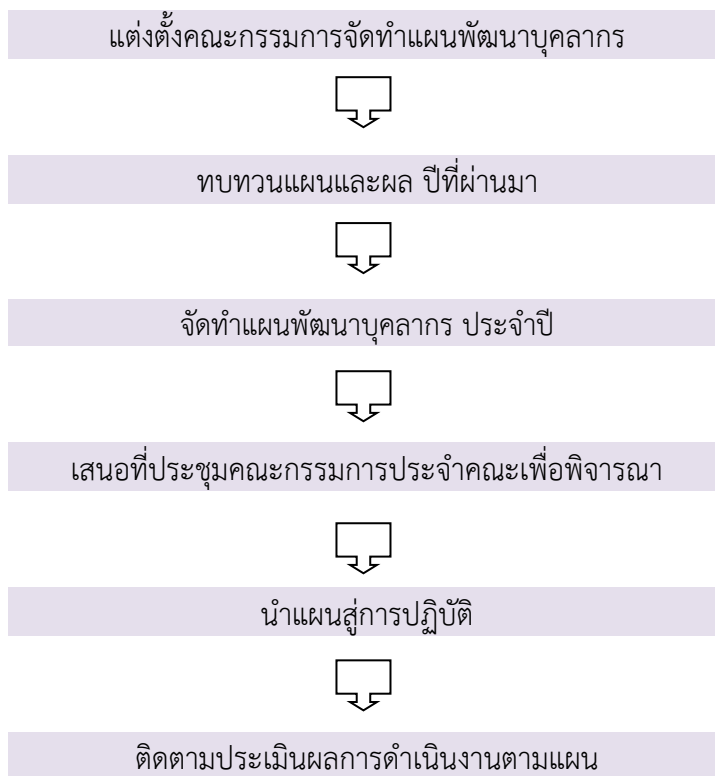 แต่งตั้งคณะกรรมการจัดทำแผนพัฒนาบุคลากร
ทบทวนแผนและผล ปีที่ผ่านมา
จัดทำแผนพัฒนาบุคลากร ประจำปี
เสนอที่ประชุมคณะกรรมการประจำคณะเพื่อพิจารณา
นำแผนสู่การปฏิบัติ
ติดตามประเมินผลการดำเนินงานตามแผน